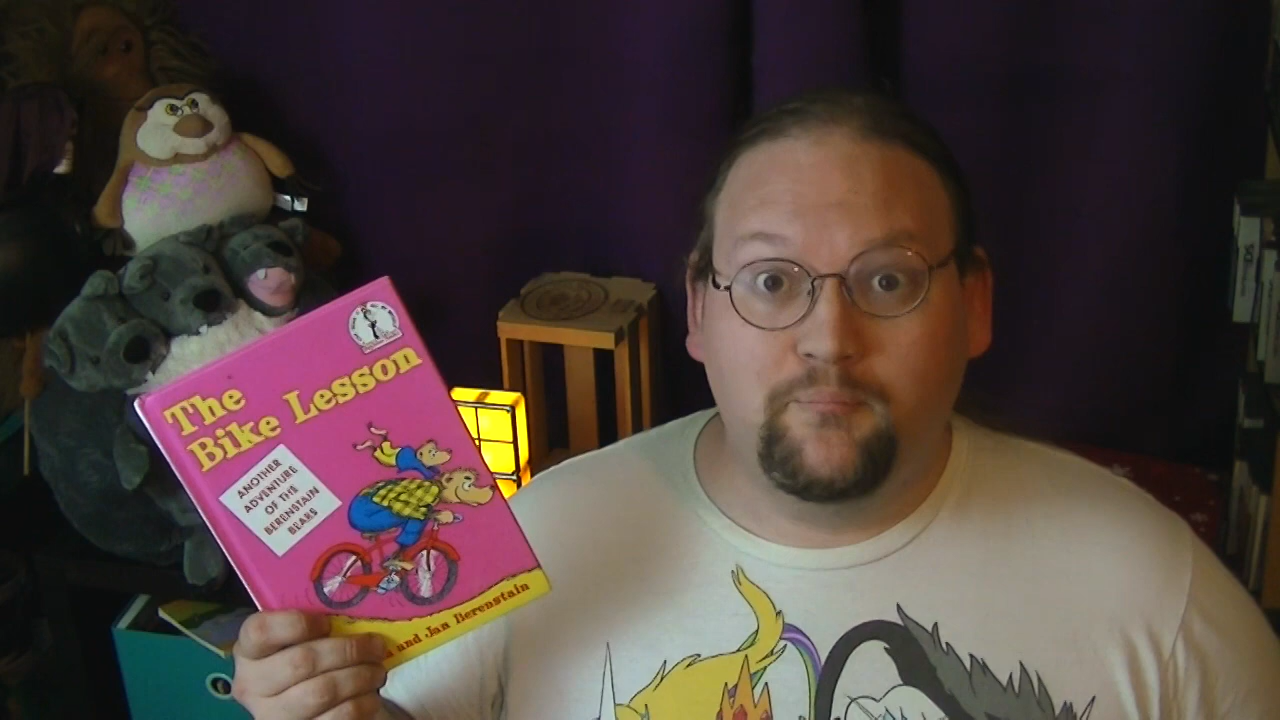 The
Bike Lesson
ANOTHER
ADVENTURE
OF THE
BERENSTAIN
BEARS
and Jan Berenstain